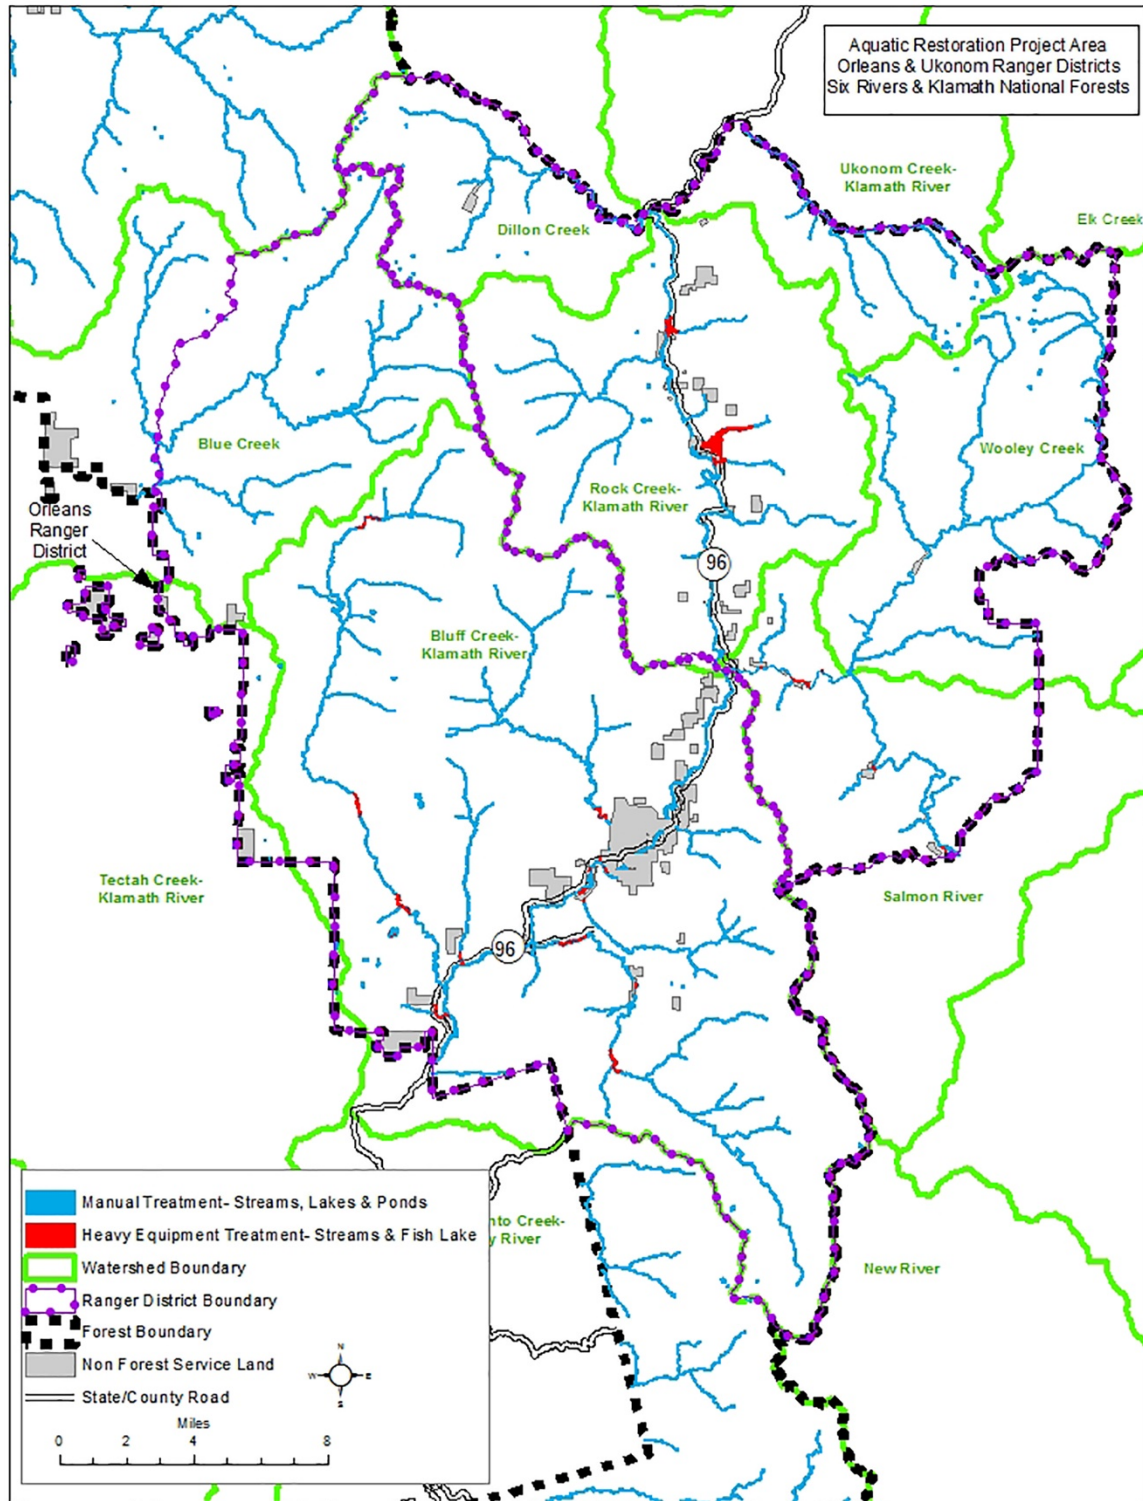 Aquatic Restoration Project Area
Orleans & Ukonom Ranger Districts
Six Rivers & Klamath National Forests
Ukonom Creek-
Klamath River
Elk Creek
Dillon Creek
Blue Creek
Wooley Creek
Rock Creek-
Klamath River
Orleans
Ranger
District
96
Bluff Creek-
Klamath River
Tectah Creek-
Klamath River
Salmon River
96
nto Creek-
y River
New River
Manual Treatment- Streams, Lakes & Ponds
Heavy Equipment Treatment- Streams & Fish Lake
Watershed Boundary
Ranger District Boundary
Forest Boundary
Non Forest Service Land
State/County Road
N
W E
S
Miles
0 2 4 8